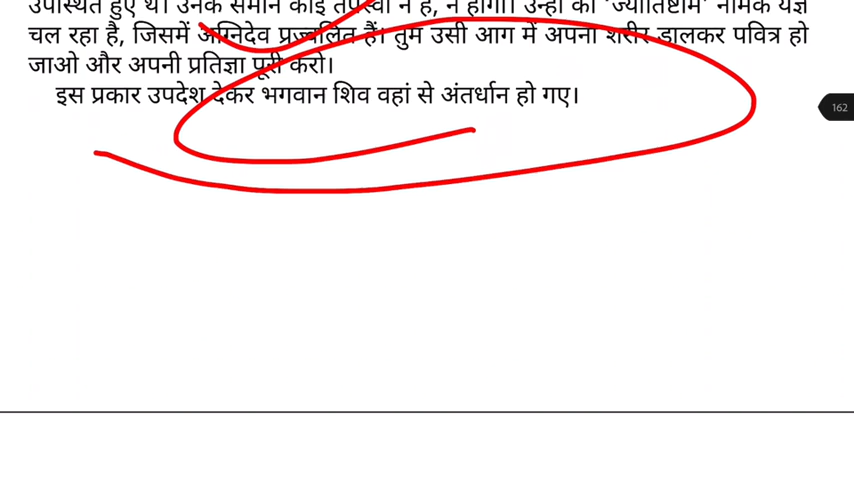 उपस्थित हुए थे। उनके समान कोई तपस्वी न है, न होगा। उन्हीं का 'ज्योतिष्टोम' नामक यज्ञ
चल रहा है, जिसमें अग्निदेव प्रज्वलित हैं। तुम उसी आग में अपना शरीर डालकर पवित्र हो
जाओ और अपनी प्रतिज्ञा पूरी करो।
इस प्रकार उपदेश देकर भगवान शिव वहां से अंतर्धान हो गए।
162